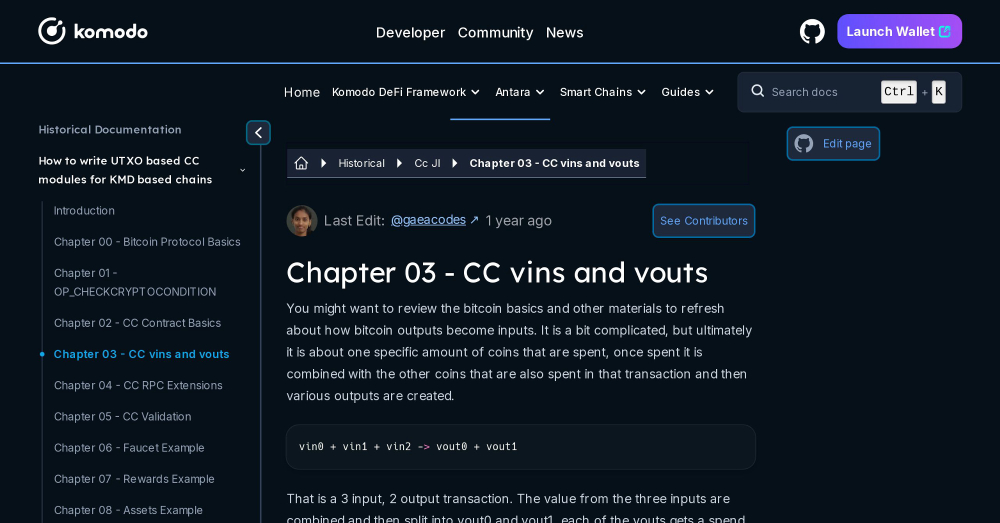 komodo
Developer Community News
Launch Wallet
Home Komodo DeFi Framework Antara Smart Chains Guides
Search docs Ctrl + K
Historical Documentation
How to write UTXO based CC
modules for KMD based chains
Introduction
Chapter 00 - Bitcoin Protocol Basics
Chapter 01 -
OP_CHECKCRYPTOCONDITION
Chapter 02 - CC Contract Basics
Chapter 03 - CC vins and vouts
Chapter 04 - CC RPC Extensions
Chapter 05 - CC Validation
Chapter 06 - Faucet Example
Chapter 07 - Rewards Example
Chapter 08 - Assets Example
Historical Cc Jl Chapter 03 - CC vins and vouts
Edit page
Last Edit: @gaeacodes ↗ 1 year ago
See Contributors
Chapter 03 - CC vins and vouts
You might want to review the bitcoin basics and other materials to refresh
about how bitcoin outputs become inputs. It is a bit complicated, but ultimately
it is about one specific amount of coins that are spent, once spent it is
combined with the other coins that are also spent in that transaction and then
various outputs are created.
vin0 + vin1 + vin2 -> vout0 + vout1
That is a 3 input, 2 output transaction. The value from the three inputs are
combined and then split into vout0 and vout1, each of the vouts gets a spend